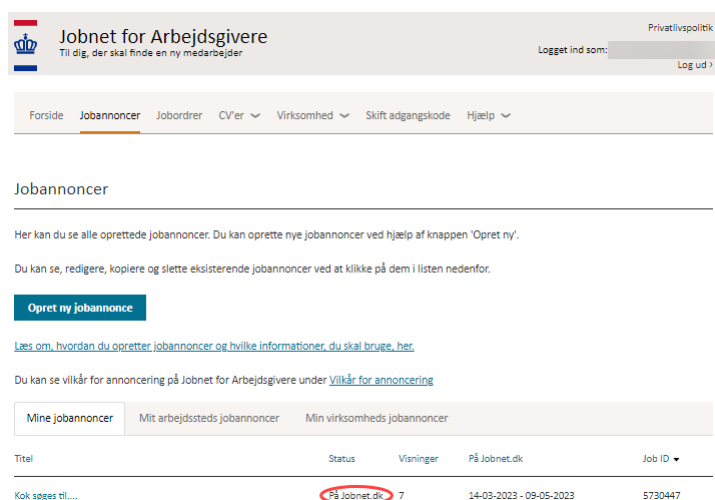 Privatlivspolitik
Jobnet for Arbejdsgivere
Til dig, der skal finde en ny medarbejder
Logget ind som:
Log ud ›
Forside Jobannoncer Jobordrer CV'er Virksomhed Skift adgangskode Hjælp
Jobannoncer
Her kan du se alle oprettede jobannoncer. Du kan oprette nye jobannoncer ved hjælp af knappen 'Opret ny'.
Du kan se, redigere, kopiere og slette eksisterende jobannoncer ved at klikke på dem i listen nedenfor.
Opret ny jobannonce
Læs om, hvordan du opretter jobannoncer og hvilke informationer, du skal bruge, her.
Du kan se vilkår for annoncering på Jobnet for Arbejdsgivere under Vilkår for annoncering
Mine jobannoncer Mit arbejdssteds jobannoncer Min virksomheds jobannoncer
Titel Status Visninger På Jobnet.dk Job ID
Kok søges til.... På Jobnet.dk 7 14-03-2023 - 09-05-2023 5730447